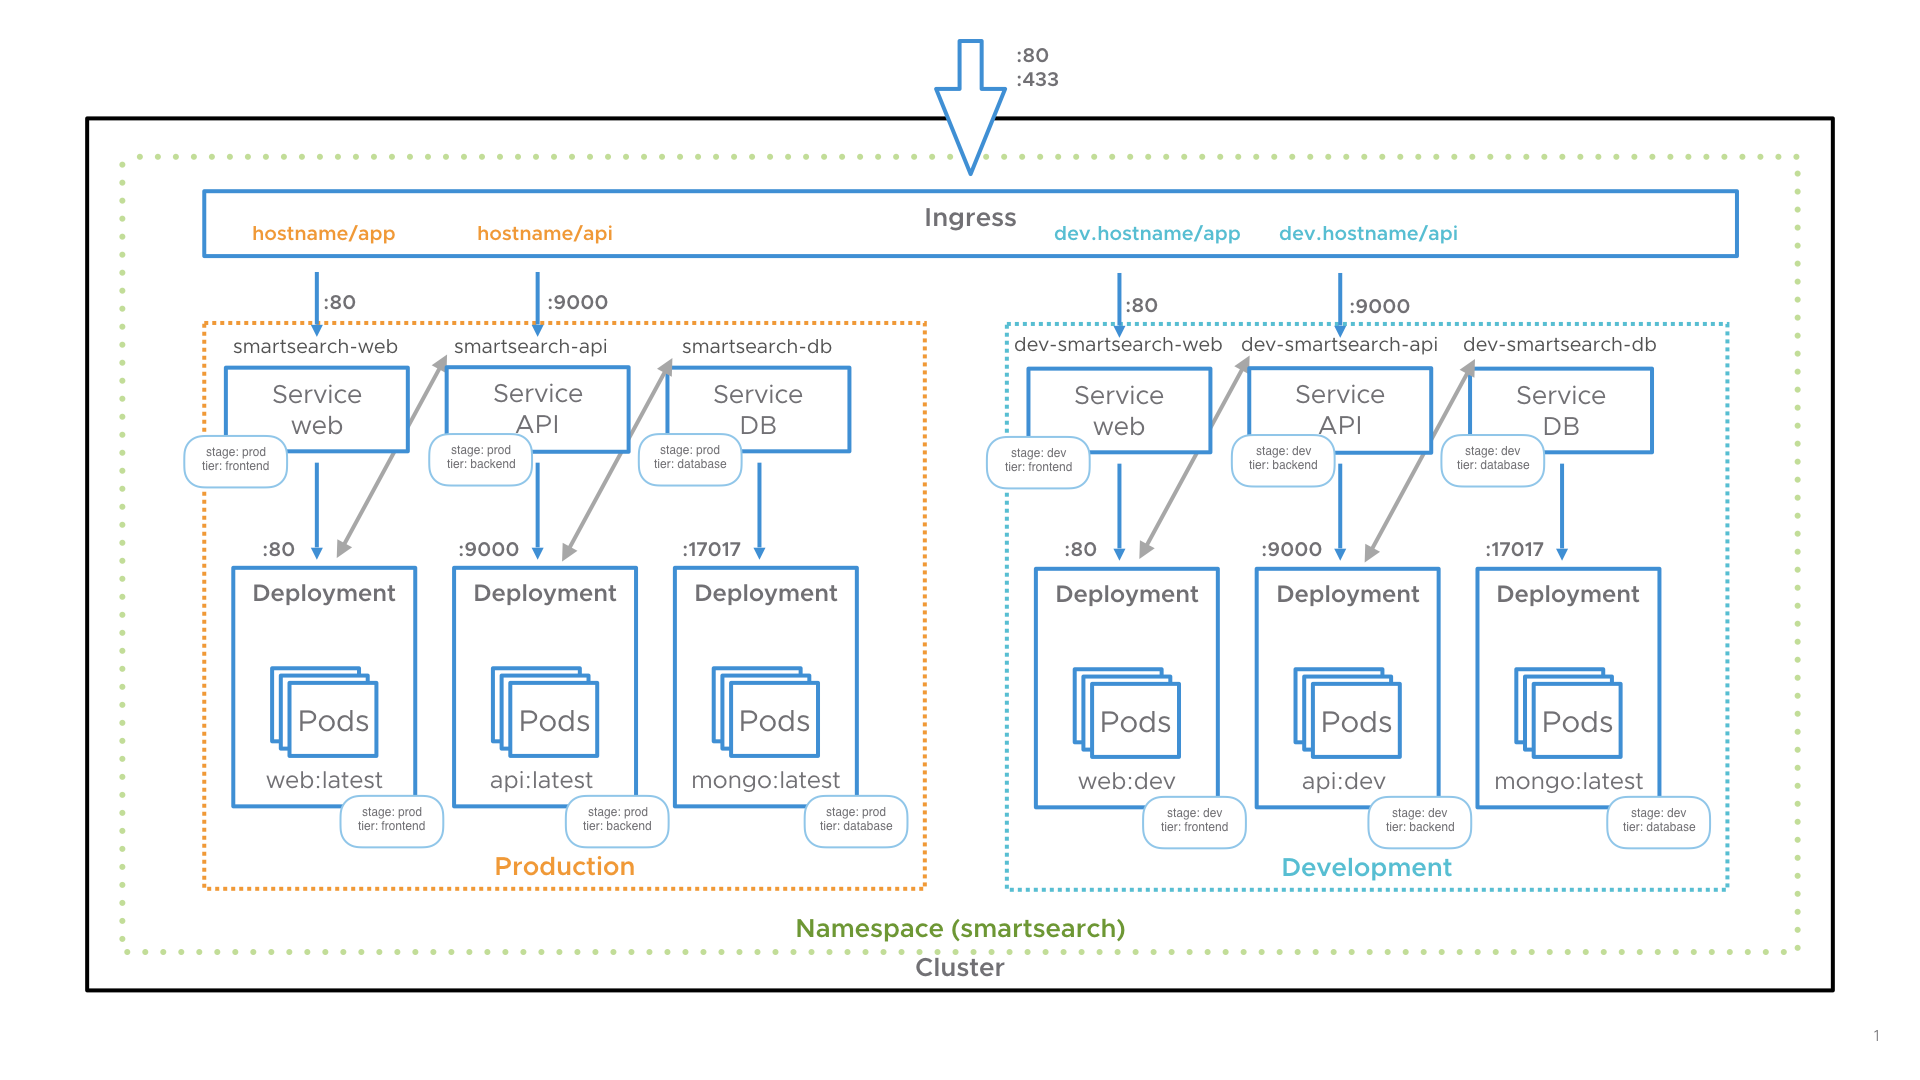 :80
:433
Ingress
hostname/app
hostname/api
dev.hostname/app
dev.hostname/api
:80
:9000
:80
:9000
smartsearch-web
smartsearch-api
smartsearch-db
Service
web
Service
API
Service
DB
stage: prod
tier: frontend
stage: prod
tier: backend
stage: prod
tier: database
:80
:9000
:17017
Deployment
Deployment
Deployment
Pods
Pods
Pods
web:latest
api:latest
mongo:latest
stage: prod
tier: frontend
stage: prod
tier: backend
stage: prod
tier: database
Production
dev-smartsearch-web
dev-smartsearch-api
dev-smartsearch-db
Service
web
Service
API
Service
DB
stage: dev
tier: frontend
stage: dev
tier: backend
stage: dev
tier: database
:80
:9000
:17017
Deployment
Deployment
Deployment
Pods
Pods
Pods
web:dev
api:dev
mongo:latest
stage: dev
tier: frontend
stage: dev
tier: backend
stage: dev
tier: database
Development
Namespace (smartsearch)
Cluster
1